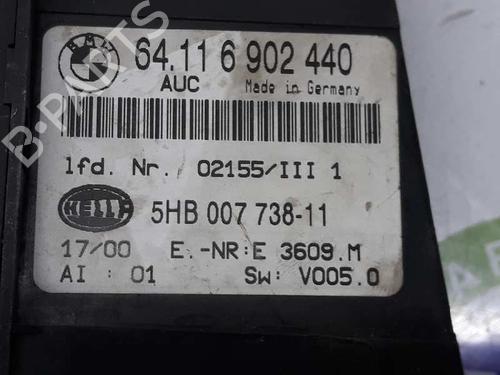 BMW
64.11 6 902 440
AUC Made in Germany
lfd. Nr. 02155/III 1
HELLA 5HB 007 738-11
17/00 E.-NR:E 3609.M
AI : 01 SW: V005.0
B-PARTS